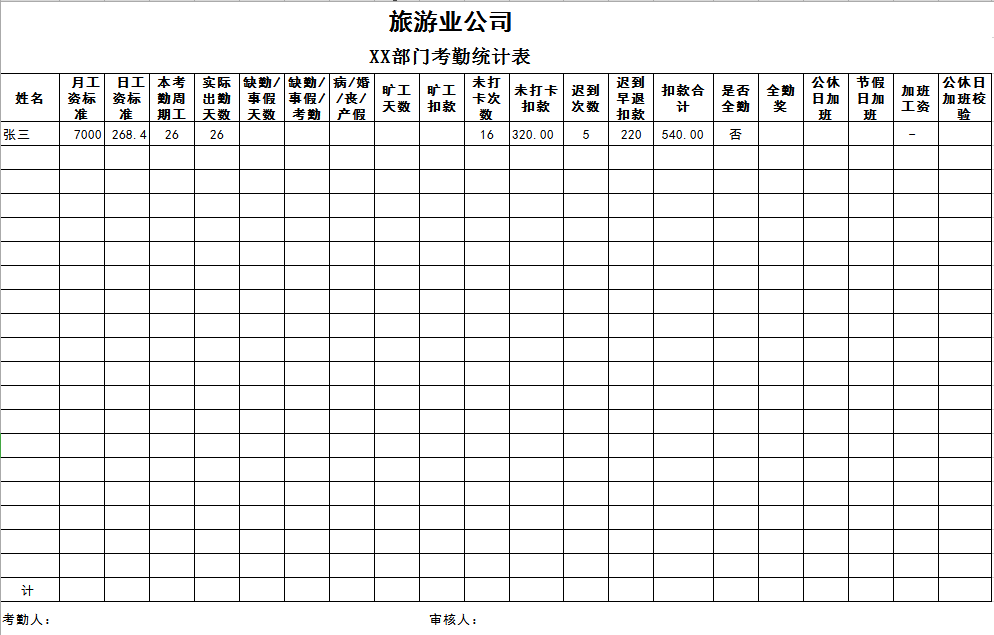 旅游业公司
XX部门考勤统计表
姓名 月工资标准 日工资标准 本考勤周期工 实际出勤天数 缺勤/事假天数 缺勤/事假/考勤 病/婚/丧/产假 旷工天数 旷工扣款 未打卡次数 未打卡扣款 迟到次数 迟到早退扣款 扣款合计 是否全勤 全勤奖 公休日加班 节假日加班 加班工资 公休日加班校验
张三 7000 268.4 26 26 16 320.00 5 220 540.00 否 -
计
考勤人： 审核人：